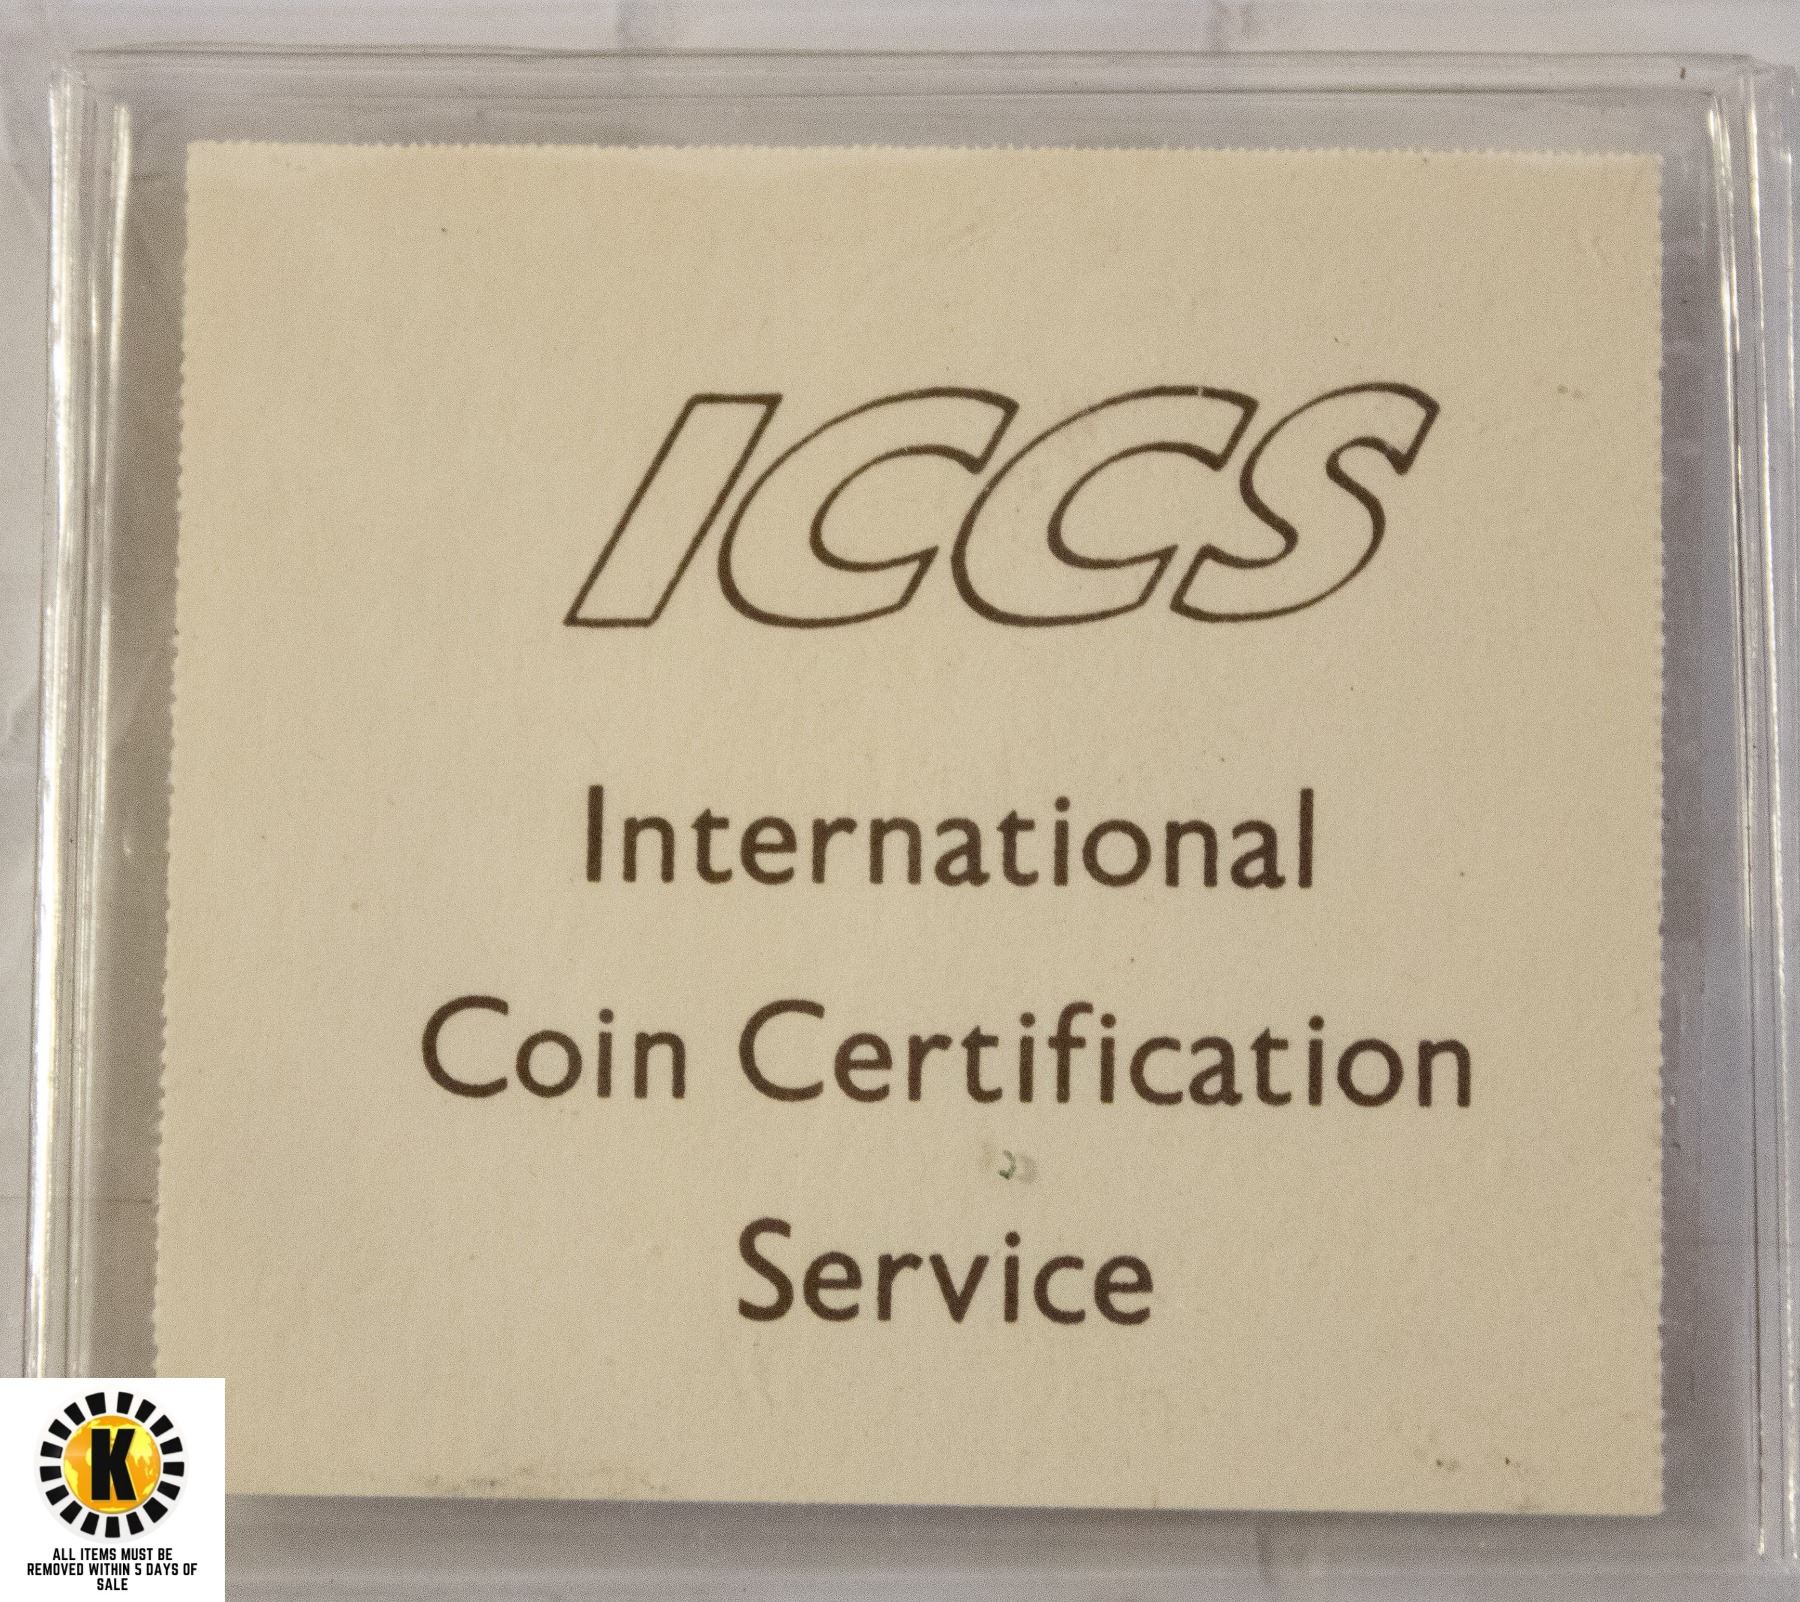 ICCS
International
Coin Certification
Service
K
ALL ITEMS MUST BE
REMOVED WITHIN 5 DAYS OF
SALE